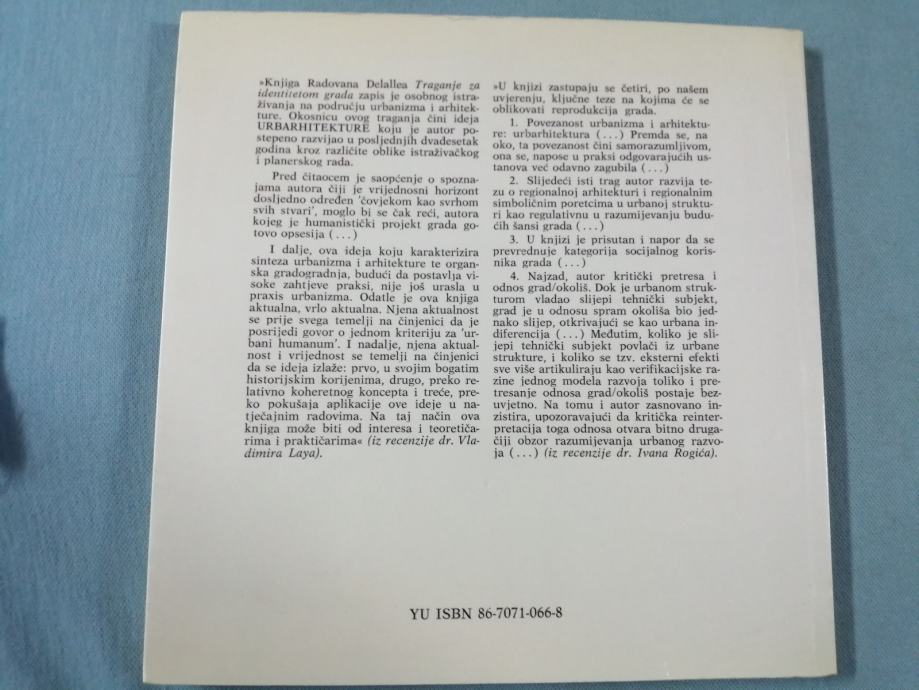 »Knjiga Radovana Delallea Traganje za
identitetom grada zapis je osobnog istra-
živanja na području urbanizma i arhitek-
ture. Okosnicu ovog traganja čini ideja
URBARHITEKTURE koju je autor po-
stepeno razvijao u posljednjih dvadesetak
godina kroz različite oblike istraživačkog
i planerskog rada.
Pred čitaocem je saopćenje o spozna-
jama autora čiji je vrijednosni horizont
dosljedno određen 'čovjekom kao svrhom
svih stvari', moglo bi se čak reći, autora
kojeg je humanistički projekt grada go-
tovo opsesija (...)
I dalje, ova ideja koju karakterizira
sinteza urbanizma i arhitekture te organ-
ska gradogradnja, budući da postavlja vi-
soke zahtjeve praksi, nije još urasla u
praxis urbanizma. Odatle je ova knjiga
aktualna, vrlo aktualna. Njena aktualnost
se prije svega temelji na činjenici da je
posrijedi govor o jednom kriteriju za 'ur-
bani humanum'. I nadalje, njena aktual-
nost i vrijednost se temelji na činjenici
da se ideja izlaže: prvo, u svojim bogatim
historijskim korijenima, drugo, preko re-
lativno koheretnog koncepta i treće, pre-
ko pokušaja aplikacije ove ideje u na-
tječajnim radovima. Na taj način ova
knjiga može biti od interesa i teoretiča-
rima i praktičarima« (iz recenzije dr. Vla-
dimira Laya).
»U knjizi zastupaju se četiri, po našem
uvjerenju, ključne teze na kojima će se
oblikovati reprodukcija grada.
1. Povezanost urbanizma i arhitektu-
re: urbarhitektura (...) Premda se, na
oko, ta povezanost čini samorazumljivom,
ona se, napose u praksi odgovarajućih us-
tanova već odavno zagubila (...)
2. Slijedeći isti trag autor razvija te-
zu o regionalnoj arhitekturi i regionalnim
simboličnim poretcima u urbanoj struktu-
ri kao regulativnu u razumijevanju budu-
ćih šansi grada (...)
3. U knjizi je prisutan i napor da se
prevrednuje kategorija socijalnog koris-
nika grada (...)
4. Najzad, autor kritički pretresa i
odnos grad/okoliš. Dok je urbanom struk-
turom vladao slijepi tehnički subjekt,
grad je u odnosu spram okoliša bio jed-
nako slijep, otkrivajući se kao urbana in-
diferencija (...) Međutim, koliko je sli-
jepi tehnički subjekt povlači iz urbane
strukture, i koliko se tzv. eksterni efekti
sve više artikuliraju kao verifikacijske ra-
zine jednog modela razvoja toliko i pre-
tresanje odnosa grad/okoliš postaje bez-
uvjetno. Na tomu i autor zasnovano in-
zistira, upozoravajući da kritička reinter-
pretacija toga odnosa otvara bitno druga-
čiji obzor razumijevanja urbanog razvo-
ja (...) (iz recenzije dr. Ivana Rogića).
YU ISBN 86-7071-066-8